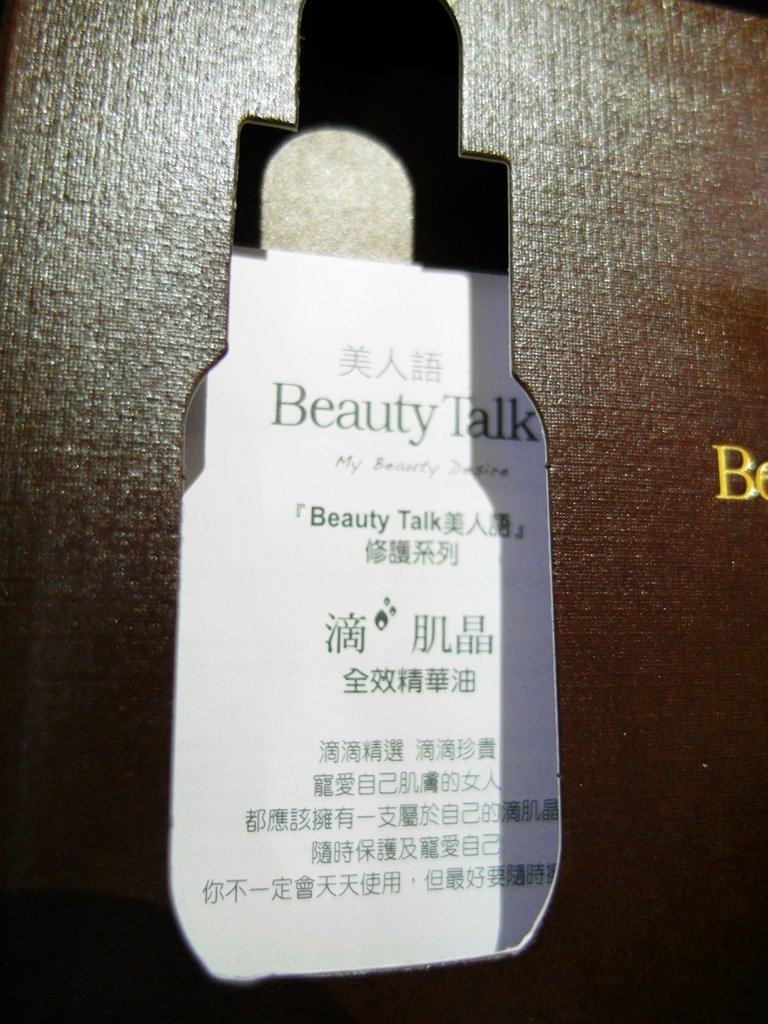 美人語
Beauty Talk
My Beauty Desire
『Beauty Talk美人語』
修護系列
滴 肌晶
全效精華油
滴滴精選 滴滴珍貴
寵愛自己肌膚的女人
都應該擁有一支屬於自己的滴肌晶
隨時保護及寵愛自己
你不一定會天天使用，但最好要隨時
Be